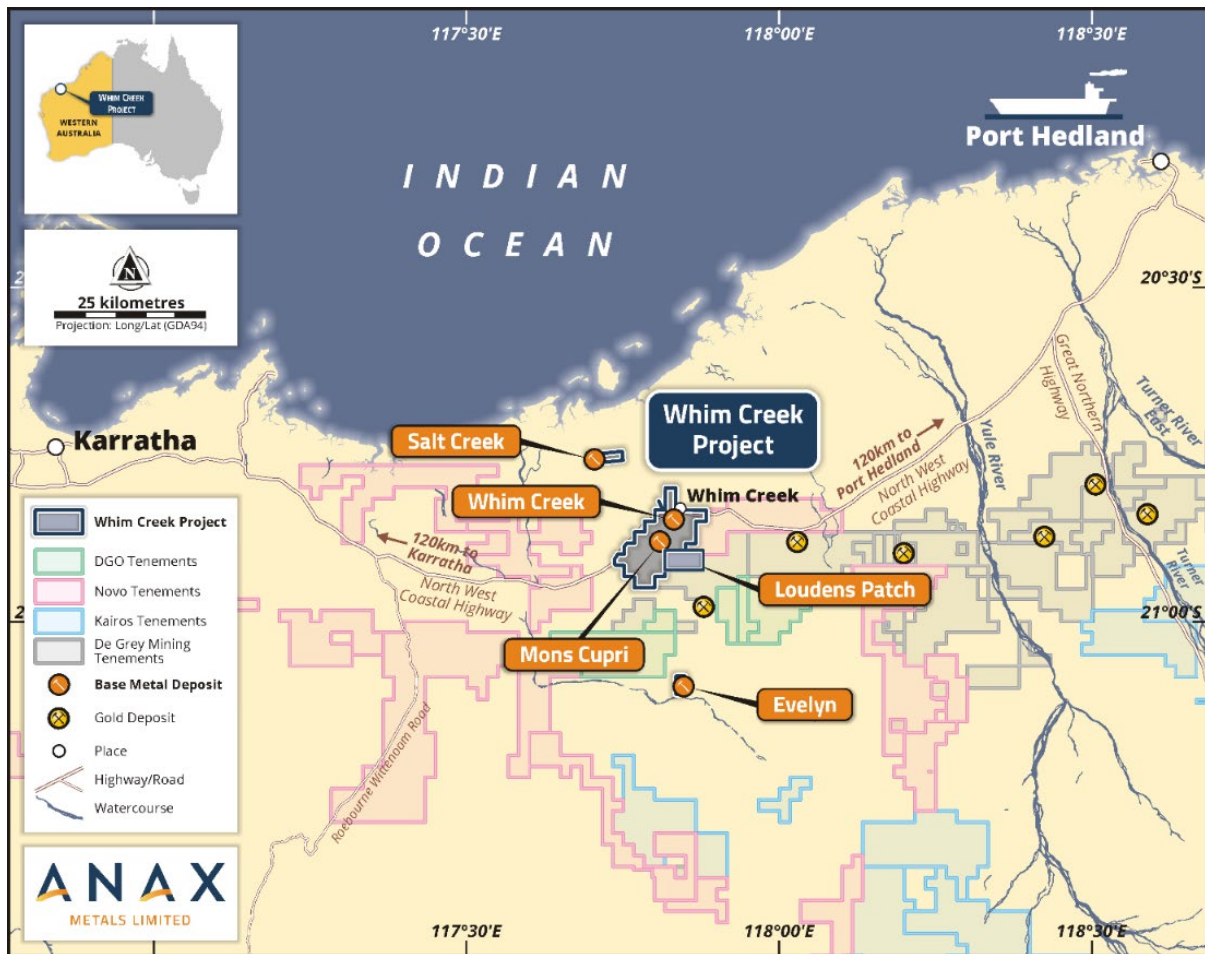 117°30'E
118°00'E
118°30'E
WHIM CREEK
PROJECT
WESTERN
AUSTRALIA
N
25 kilometres
Projection: Long/Lat (GDA94)
INDIAN
OCEAN
Port Hedland
20°30'S
Karratha
Salt Creek
Whim Creek
Project
Whim Creek
Whim Creek
120km to
Port Hedland
North West
Coastal Highway
Yule River
Great Northern
Highway
Turner River
East
Turner
River
120km to
Karratha
North West
Coastal Highway
Loudens Patch
Mons Cupri
Evelyn
21°00'S
Roebourne Wittenoom Road
Whim Creek Project
DGO Tenements
Novo Tenements
Kairos Tenements
De Grey Mining
Tenements
Base Metal Deposit
Gold Deposit
Place
Highway/Road
Watercourse
ANAX
METALS LIMITED
117°30'E
118°00'E
118°30'E